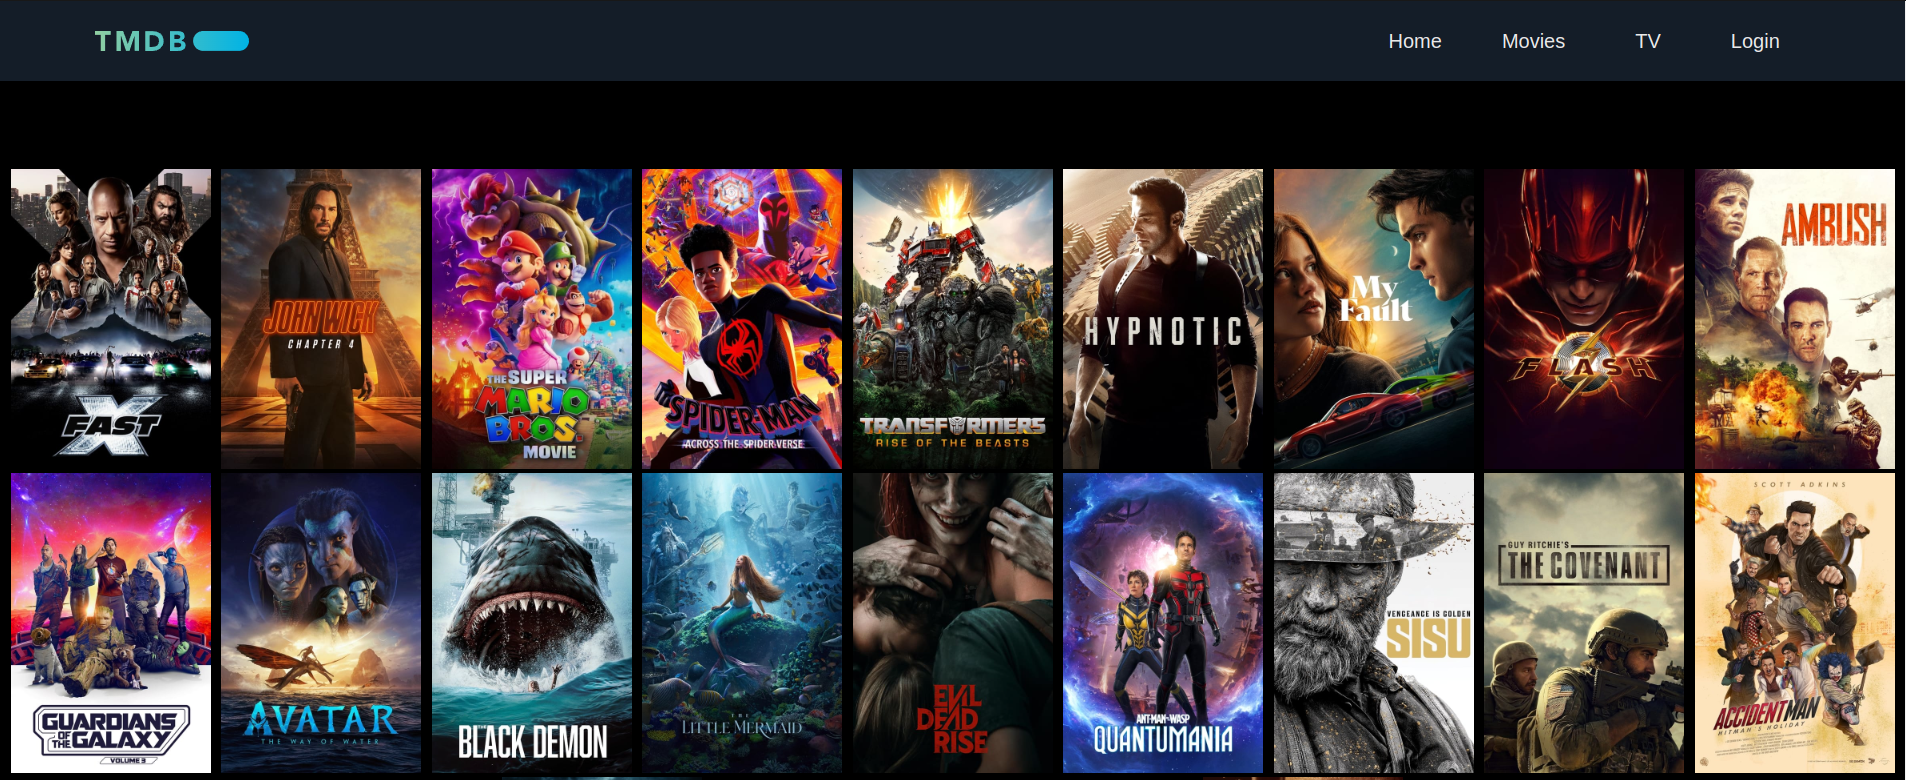 TMDB
Home
Movies
TV
Login
FAST X
JOHN WICK
CHAPTER 4
THE SUPER
MARIO
BROS.
MOVIE
SPIDER-MAN
ACROSS THE SPIDER-VERSE
TRANSFORMERS
RISE OF THE BEASTS
HYPNOTIC
My
Fault
FLASH
AMBUSH
GUARDIANS
OF THE GALAXY
VOLUME 3
AVATAR
THE WAY OF WATER
BLACK DEMON
THE
LITTLE MERMAID
EVIL
DEAD
RISE
ANT-MAN AND THE WASP
QUANTUMANIA
VENGEANCE IS GOLDEN
SISU
GUY RITCHIE'S
THE COVENANT
SCOTT ADKINS
ACCIDENT MAN
HITMAN'S HOLIDAY